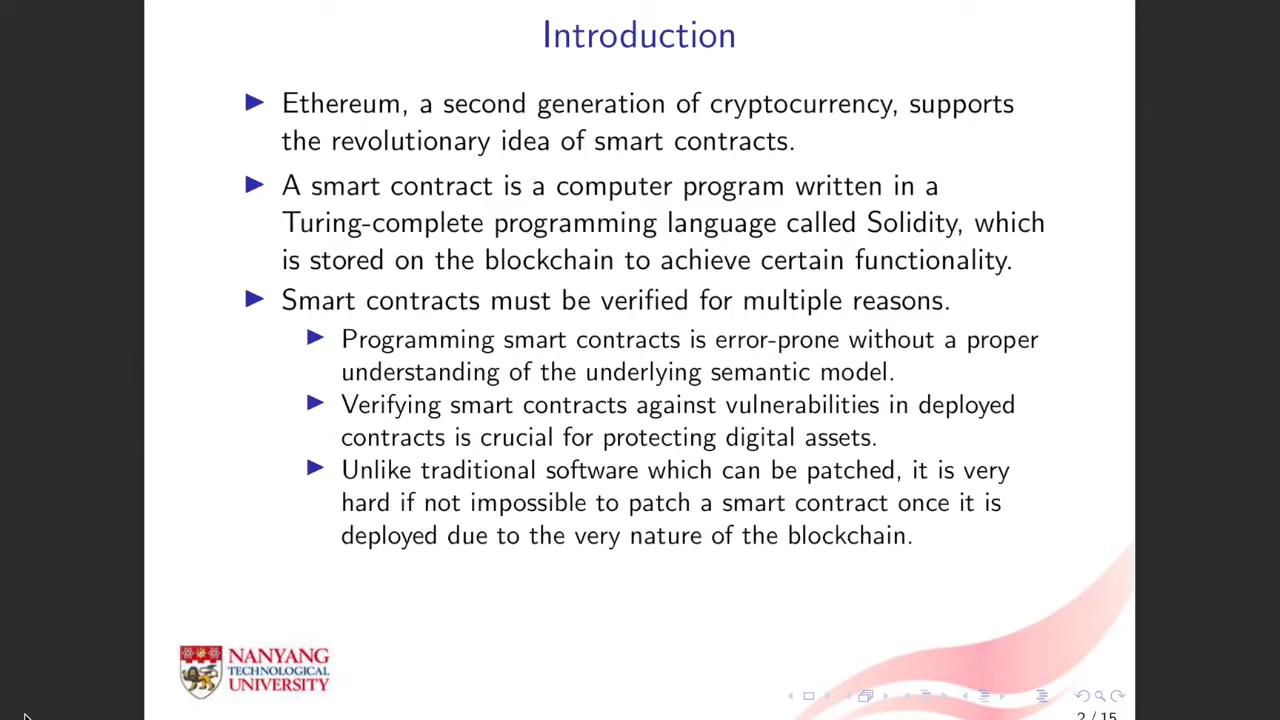 Introduction
Ethereum, a second generation of cryptocurrency, supports
the revolutionary idea of smart contracts.
A smart contract is a computer program written in a
Turing-complete programming language called Solidity, which
is stored on the blockchain to achieve certain functionality.
Smart contracts must be verified for multiple reasons.
Programming smart contracts is error-prone without a proper
understanding of the underlying semantic model.
Verifying smart contracts against vulnerabilities in deployed
contracts is crucial for protecting digital assets.
Unlike traditional software which can be patched, it is very
hard if not impossible to patch a smart contract once it is
deployed due to the very nature of the blockchain.
NANYANG
TECHNOLOGICAL
UNIVERSITY
2 / 15